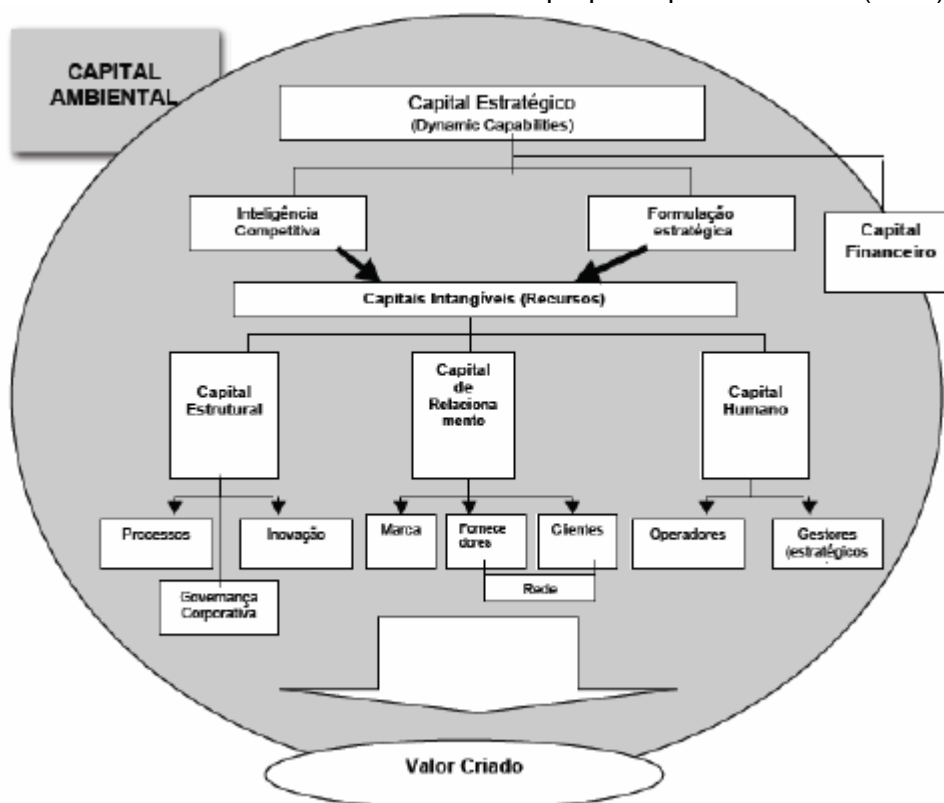 CAPITAL
AMBIENTAL
Capital Estratégico
(Dynamic Capabilities)
Inteligência
Competitiva
Formulação
estratégica
Capital
Financeiro
Capitais Intangíveis (Recursos)
Capital
Estrutural
Capital
de
Relaciona
mento
Capital
Humano
Processos
Inovação
Marca
Fornece
dores
Clientes
Operadores
Gestores
(estratégicos
Rede
Governança
Corporativa
Valor Criado